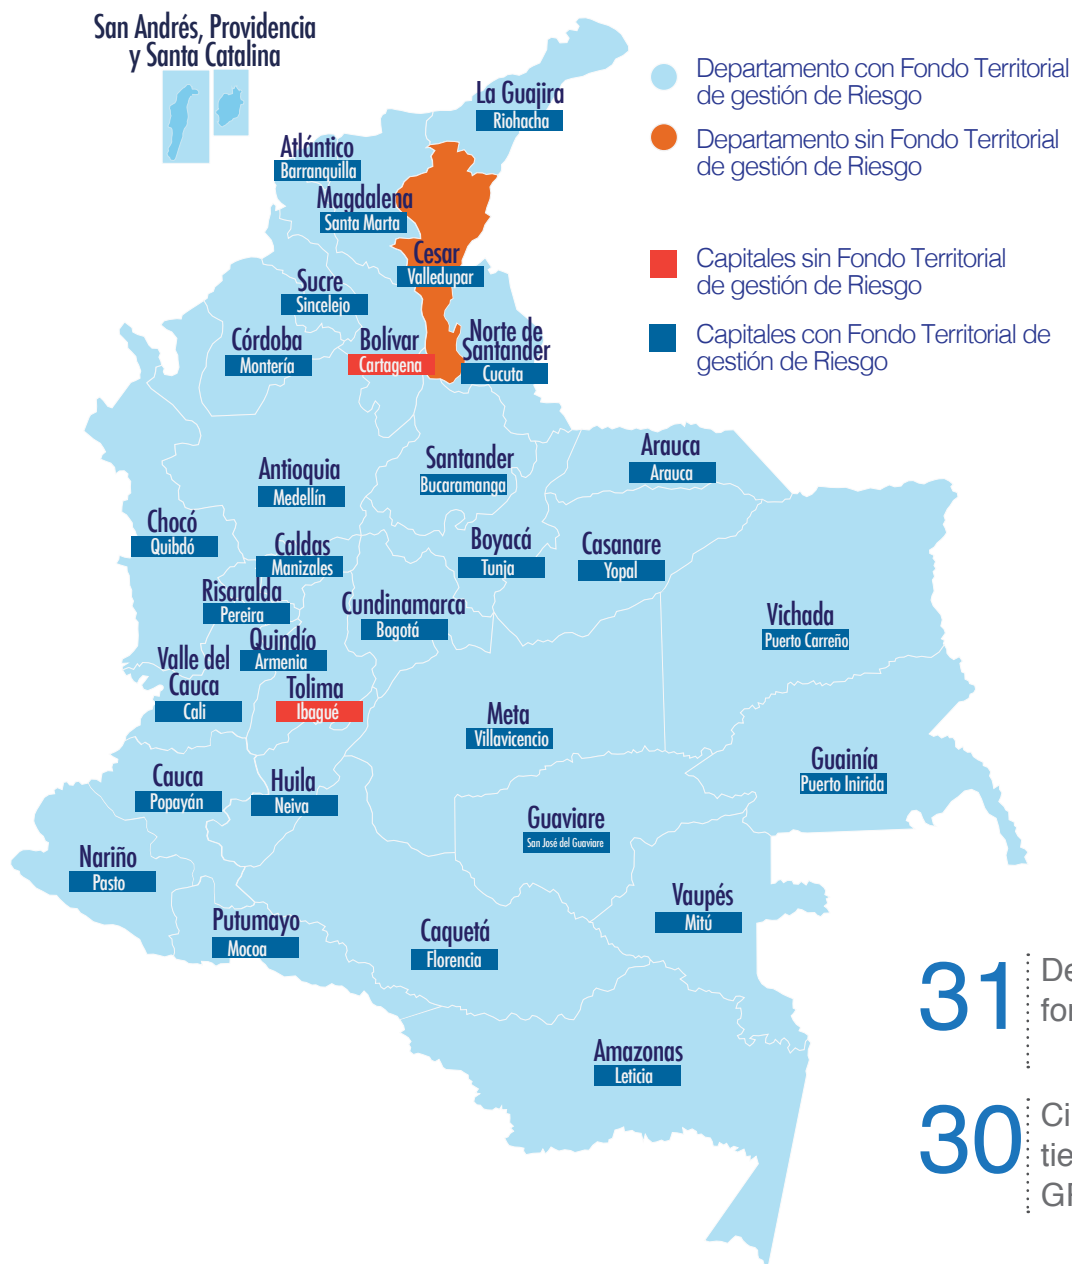 San Andrés, Providencia
y Santa Catalina
Departamento con Fondo Territorial
de gestión de Riesgo
Departamento sin Fondo Territorial
de gestión de Riesgo
Capitales sin Fondo Territorial
de gestión de Riesgo
Capitales con Fondo Territorial de
gestión de Riesgo
La Guajira
Riohacha
Atlántico
Barranquilla
Magdalena
Santa Marta
Cesar
Valledupar
Sucre
Sincelejo
Córdoba
Montería
Bolívar
Cartagena
Norte de
Santander
Cucuta
Antioquia
Medellín
Santander
Bucaramanga
Arauca
Arauca
Chocó
Quibdó
Caldas
Manizales
Boyacá
Tunja
Casanare
Yopal
Risaralda
Pereira
Cundinamarca
Bogotá
Vichada
Puerto Carreño
Quindío
Armenia
Valle del
Cauca
Cali
Tolima
Ibagué
Meta
Villavicencio
Guainía
Puerto Inirida
Cauca
Popayán
Huila
Neiva
Guaviare
San José del Guaviare
Nariño
Pasto
Vaupés
Mitú
Putumayo
Mocoa
Caquetá
Florencia
Amazonas
Leticia
31
De
for
30
Ci
tie